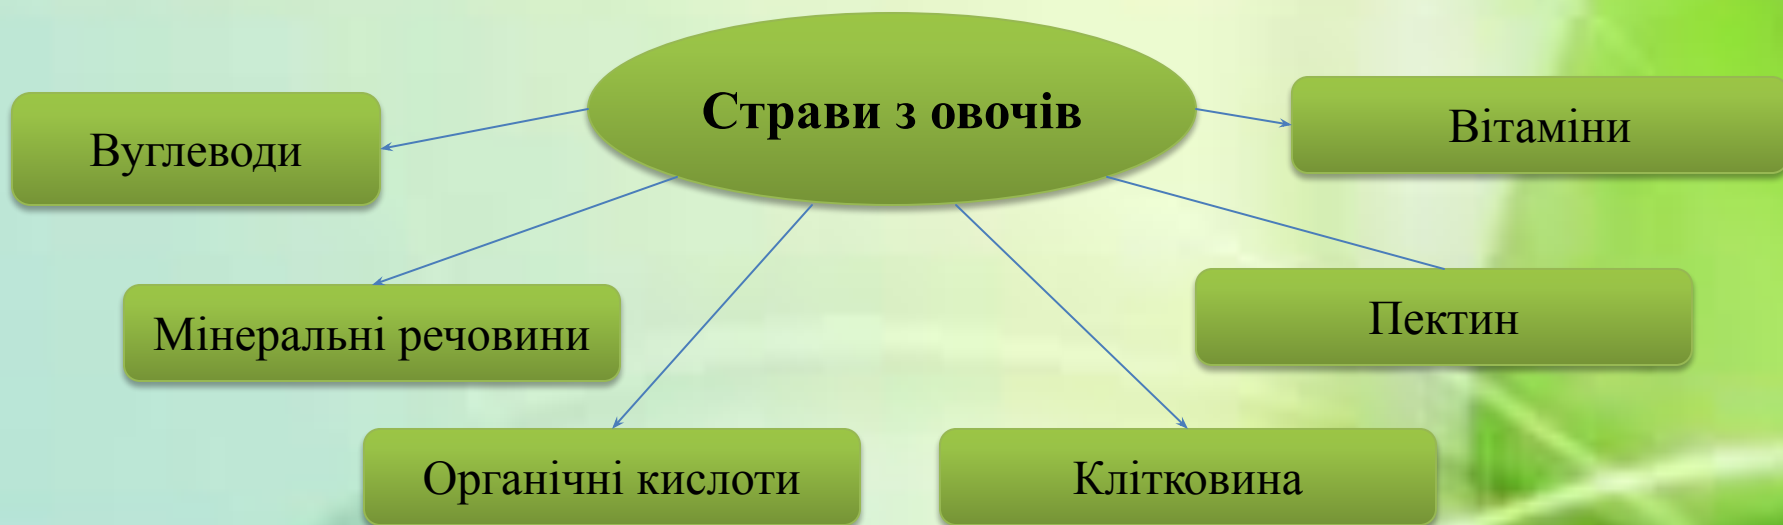 Страви з овочів
Вуглеводи
Вітаміни
Мінеральні речовини
Пектин
Органічні кислоти
Клітковина